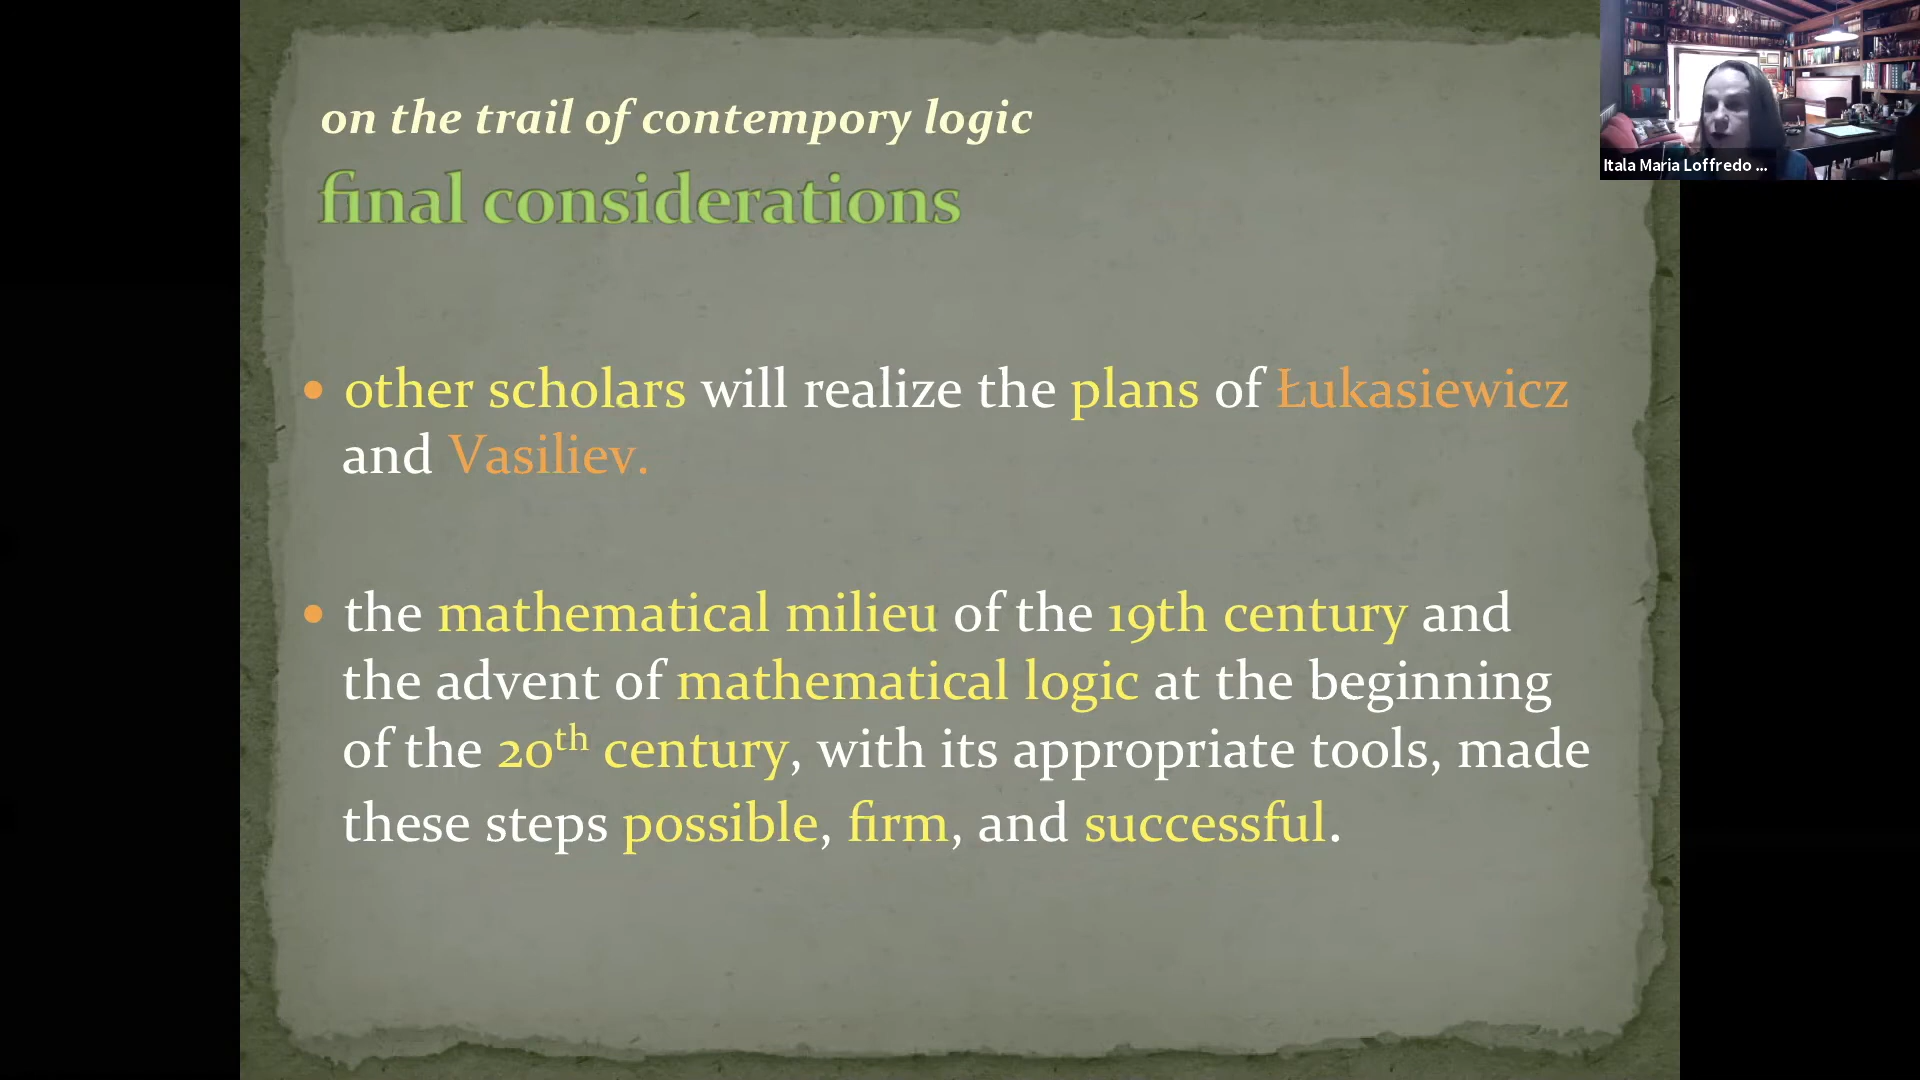 on the trail of contempory logic
final considerations
Itala Maria Loffredo ...
• other scholars will realize the plans of Łukasiewicz
and Vasiliev.
• the mathematical milieu of the 19th century and
the advent of mathematical logic at the beginning
of the 20th century, with its appropriate tools, made
these steps possible, firm, and successful.